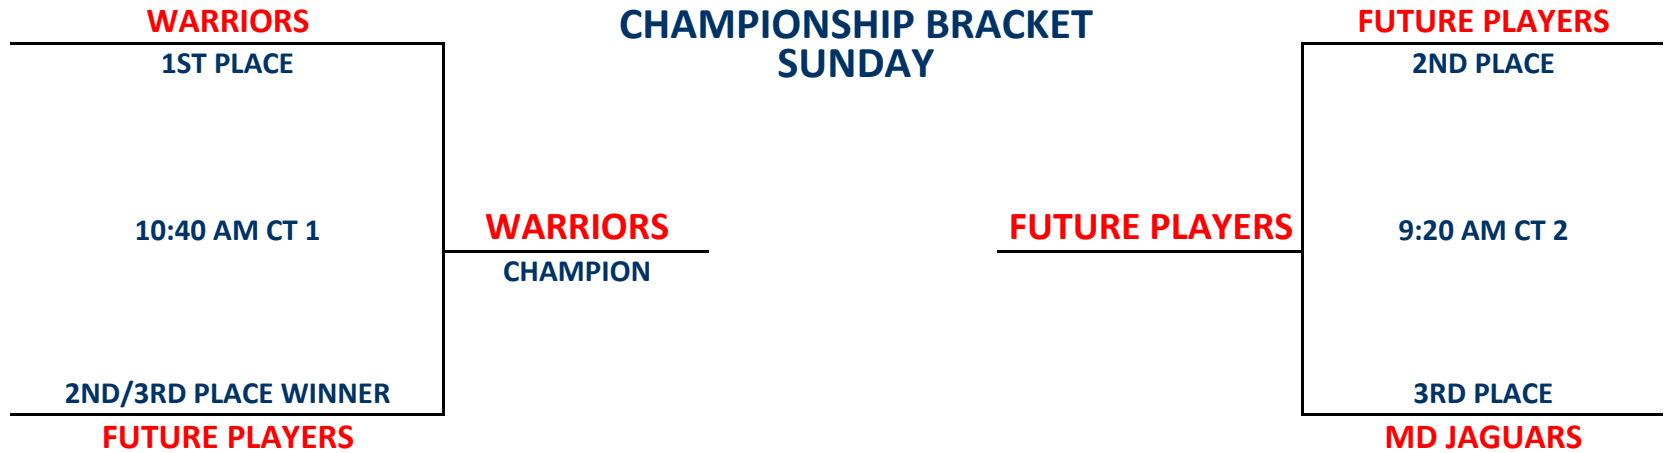 WARRIORS
1ST PLACE
CHAMPIONSHIP BRACKET
SUNDAY
FUTURE PLAYERS
2ND PLACE
10:40 AM CT 1
WARRIORS
CHAMPION
FUTURE PLAYERS
9:20 AM CT 2
2ND/3RD PLACE WINNER
FUTURE PLAYERS
3RD PLACE
MD JAGUARS